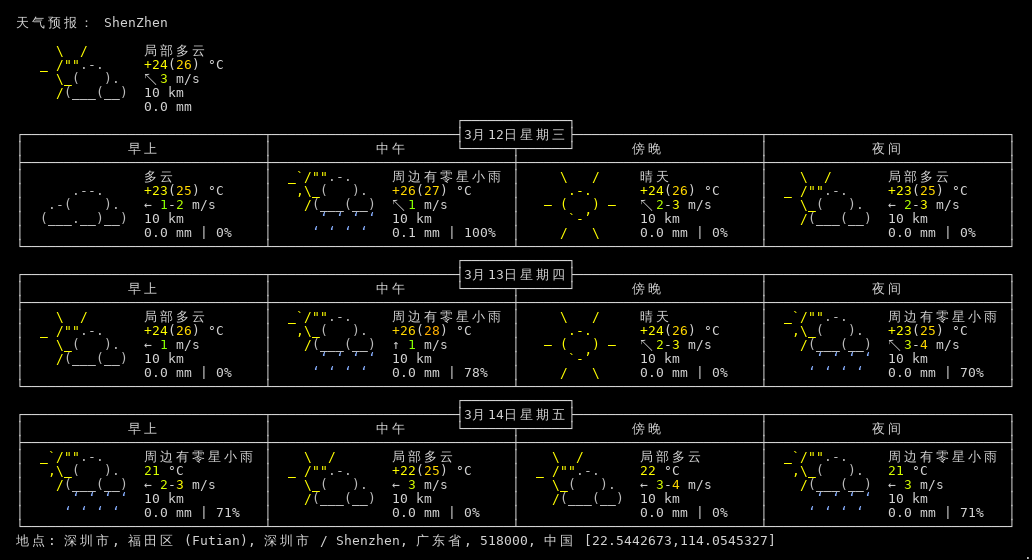 天气预报： ShenZhen
局部多云
+24(26) °C
↖ 3 m/s
10 km
0.0 mm
3月12日星期三
早上 中午 傍晚 夜间
多云 周边有零星小雨 晴天 局部多云
+23(25) °C +26(27) °C +24(26) °C +23(25) °C
← 1-2 m/s ↖ 1 m/s ↖ 2-3 m/s ← 2-3 m/s
10 km 10 km 10 km 10 km
0.0 mm | 0% 0.1 mm | 100% 0.0 mm | 0% 0.0 mm | 0%
3月13日星期四
早上 中午 傍晚 夜间
局部多云 周边有零星小雨 晴天 周边有零星小雨
+24(26) °C +26(28) °C +24(26) °C +23(25) °C
← 1 m/s ↑ 1 m/s ↖ 2-3 m/s ↖ 3-4 m/s
10 km 10 km 10 km 10 km
0.0 mm | 0% 0.0 mm | 78% 0.0 mm | 0% 0.0 mm | 70%
3月14日星期五
早上 中午 傍晚 夜间
周边有零星小雨 局部多云 局部多云 周边有零星小雨
21 °C +22(25) °C 22 °C 21 °C
← 2-3 m/s ← 3 m/s ← 3-4 m/s ← 3 m/s
10 km 10 km 10 km 10 km
0.0 mm | 71% 0.0 mm | 0% 0.0 mm | 0% 0.0 mm | 71%
地点: 深圳市, 福田区 (Futian), 深圳市 / Shenzhen, 广东省, 518000, 中国 [22.5442673,114.0545327]